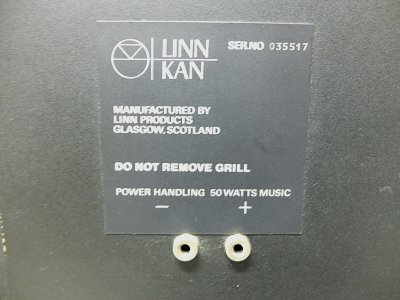 LINN
KAN
SER.NO 035517
MANUFACTURED BY
LINN PRODUCTS
GLASGOW, SCOTLAND
DO NOT REMOVE GRILL
POWER HANDLING 50 WATTS MUSIC
− +